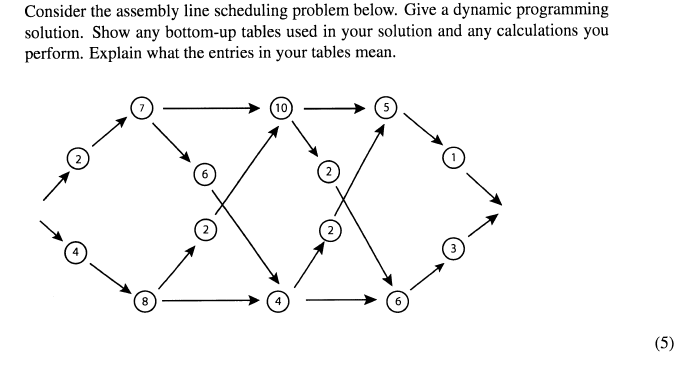 Consider the assembly line scheduling problem below. Give a dynamic programming
solution. Show any bottom-up tables used in your solution and any calculations you
perform. Explain what the entries in your tables mean.
7 10 5
2 6 2 1
4 2 2 3
8 4 6
(5)